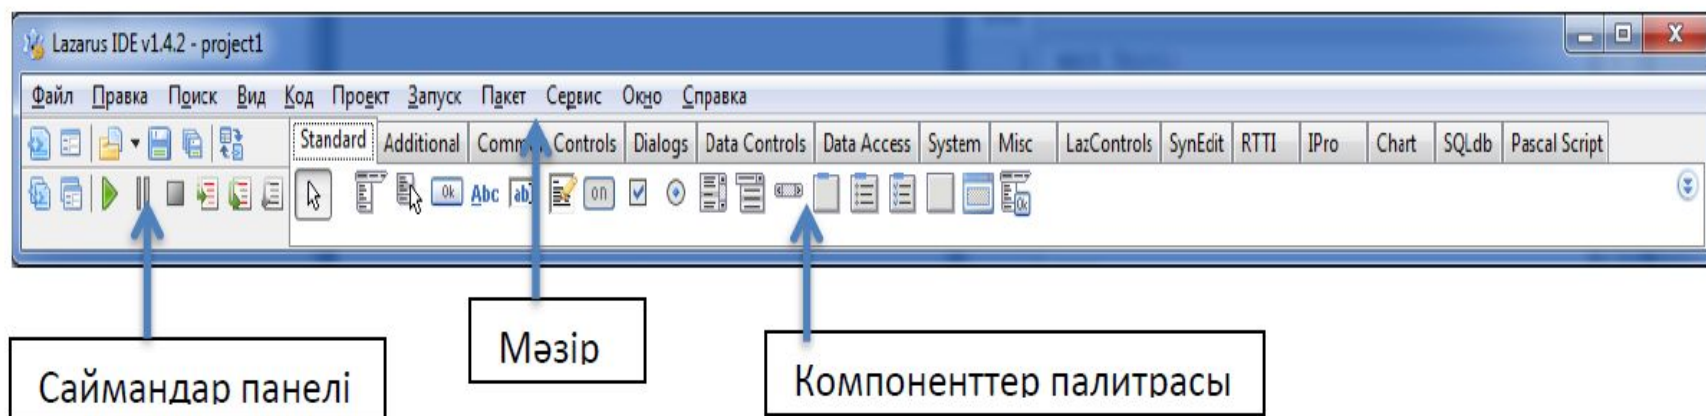 Lazarus IDE v1.4.2 - project1
Файл Правка Поиск Вид Код Проект Запуск Пакет Сервис Окно Справка
Standard Additional Controls Dialogs Data Controls Data Access System Misc LazControls SynEdit RTTI IPro Chart SQLdb Pascal Script
Ok Abc ab on Ok
Мәзір
Саймандар панелі
Компоненттер палитрасы